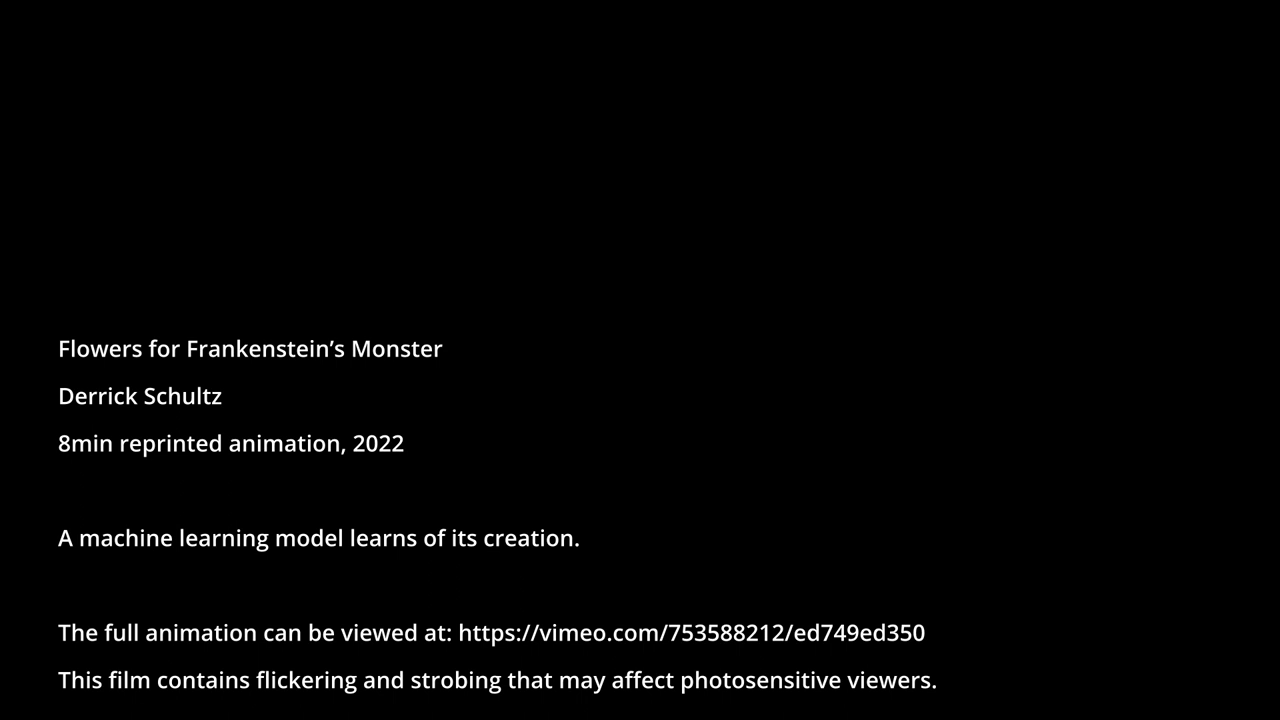 Flowers for Frankenstein’s Monster
Derrick Schultz
8min reprinted animation, 2022
A machine learning model learns of its creation.
The full animation can be viewed at: https://vimeo.com/753588212/ed749ed350
This film contains flickering and strobing that may affect photosensitive viewers.